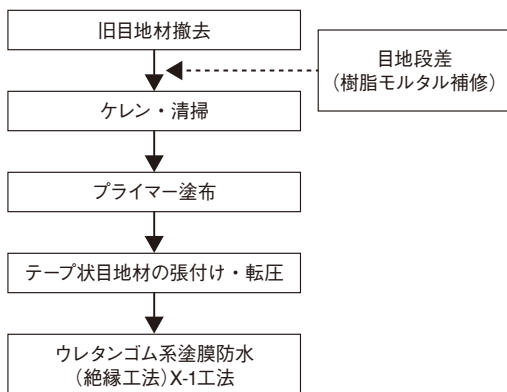 旧目地材撤去
目地段差
(樹脂モルタル補修)
ケレン・清掃
プライマー塗布
テープ状目地材の張付け・転圧
ウレタンゴム系塗膜防水
(絶縁工法)X-1工法